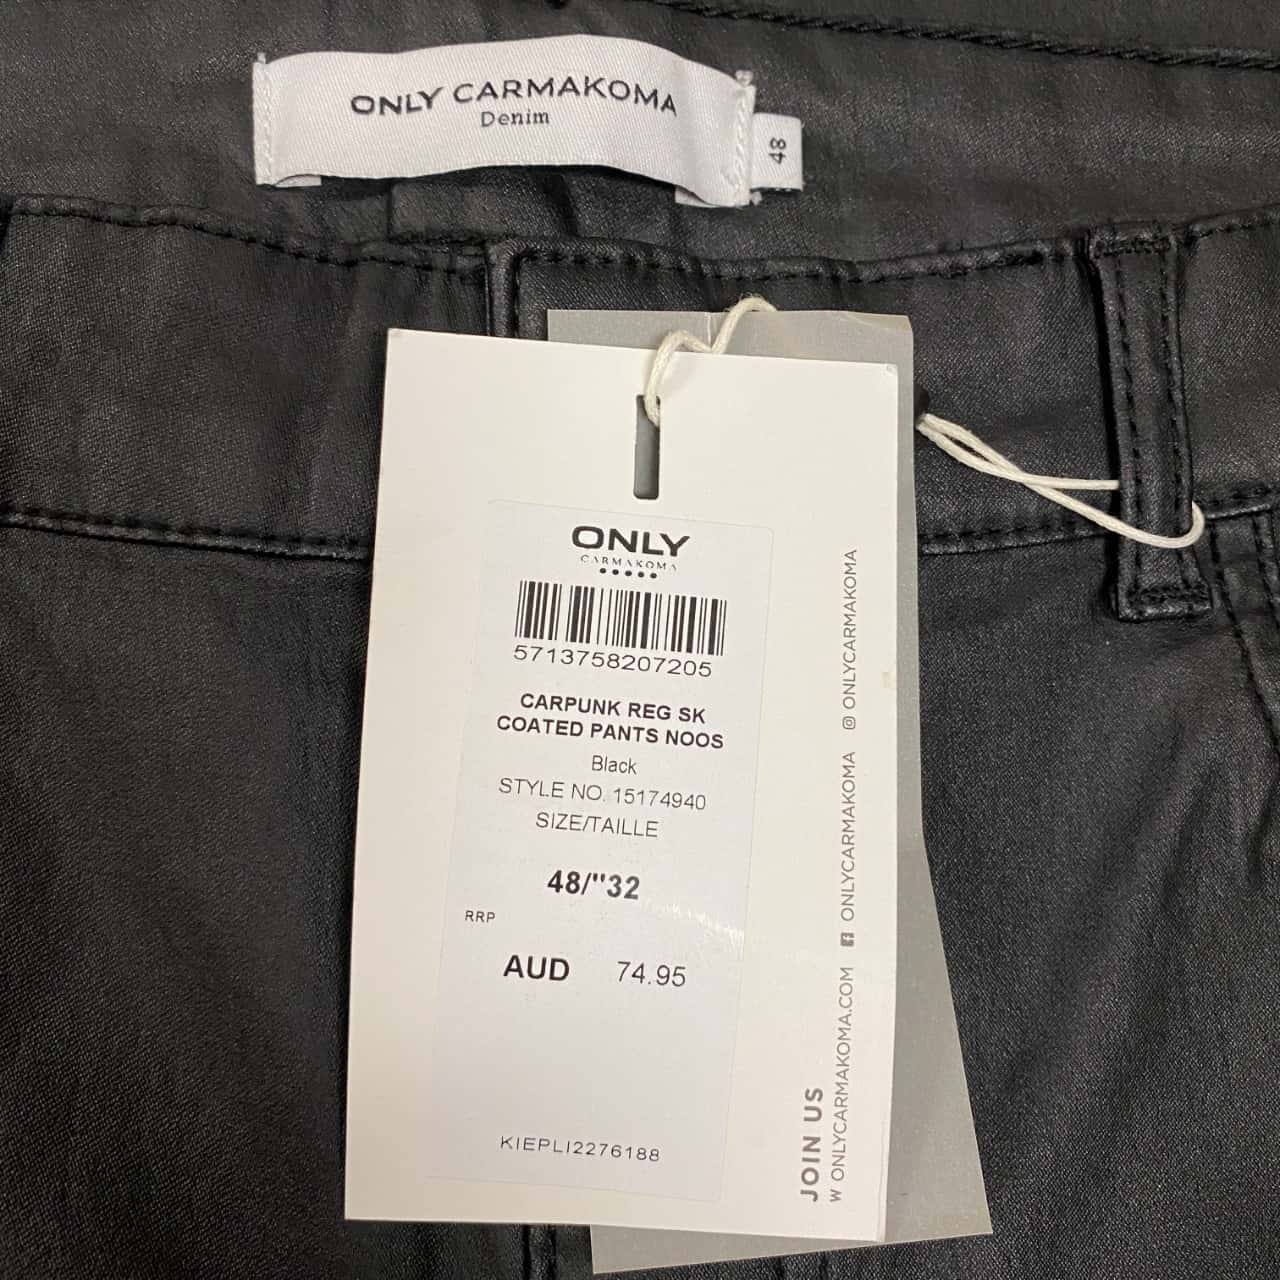 ONLY CARMAKOMA
Denim
48
ONLY
CARMAKOMA
5713758207205
CARPUNK REG SK
COATED PANTS NOOS
Black
STYLE NO. 15174940
SIZE/TAILLE
48/"32
RRP
AUD 74.95
KIEPLI2276188
JOIN US
W ONLYCARMAKOMA.COM
ONLYCARMAKOMA
ONLYCARMAKOMA